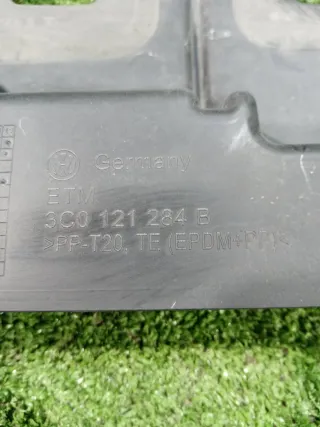 Germany
BTM
3C0 121 284 B
>PP-T20, TE (EPDM+PP)<